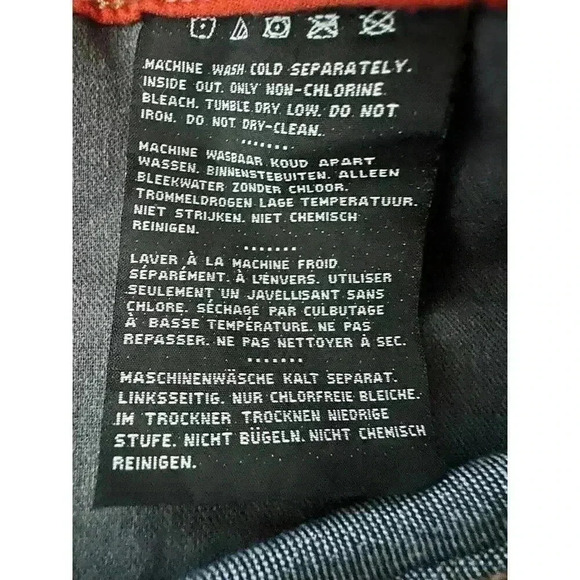 MACHINE WASH COLD SEPARATELY.
INSIDE OUT. ONLY NON-CHLORINE
BLEACH. TUMBLE DRY LOW. DO NOT
IRON. DO NOT DRY-CLEAN.
MACHINE WASBAAR KOUD APART
WASSEN. BINNENSTEBUITEN. ALLEEN
BLEEKWATER ZONDER CHLOOR.
TROMMELDROGEN LAGE TEMPERATUUR.
NIET STRIJKEN. NIET CHEMISCH
REINIGEN.
LAVER À LA MACHINE FROID
SÉPARÉMENT. À L'ENVERS. UTILISER
SEULEMENT UN JAVELLISANT SANS
CHLORE. SÉCHAGE PAR CULBUTAGE
À BASSE TEMPÉRATURE. NE PAS
REPASSER. NE PAS NETTOYER À SEC.
MASCHINENWÄSCHE KALT SEPARAT.
LINKSSEITIG. NUR CHLORFREIE BLEICHE.
IM TROCKNER TROCKNEN NIEDRIGE
STUFE. NICHT BÜGELN. NICHT CHEMISCH
REINIGEN.